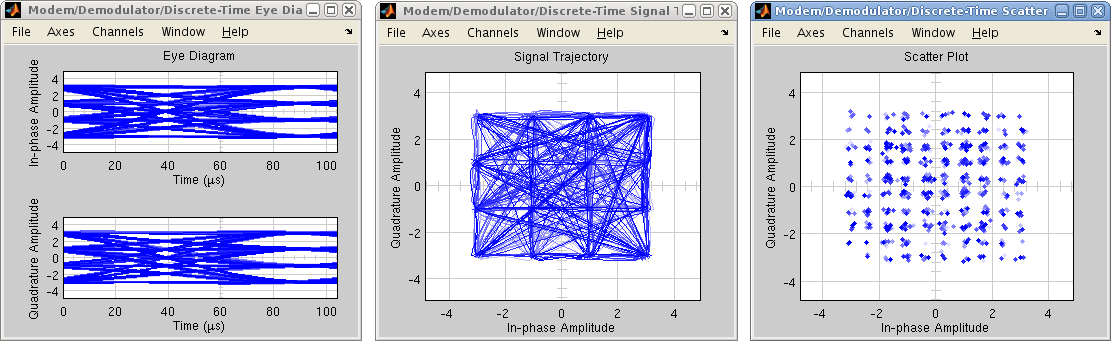 Modem/Demodulator/Discrete-Time Eye Dia
File Axes Channels Window Help
Eye Diagram
In-phase Amplitude
4
2
0
-2
-4
0 20 40 60 80 100
Time (µs)
Quadrature Amplitude
4
2
0
-2
-4
0 20 40 60 80 100
Time (µs)
Modem/Demodulator/Discrete-Time Signal T
File Axes Channels Window Help
Signal Trajectory
Quadrature Amplitude
4
2
0
-2
-4
-4 -2 0 2 4
In-phase Amplitude
Modem/Demodulator/Discrete-Time Scatter
File Axes Channels Window Help
Scatter Plot
Quadrature Amplitude
4
2
0
-2
-4
-4 -2 0 2 4
In-phase Amplitude